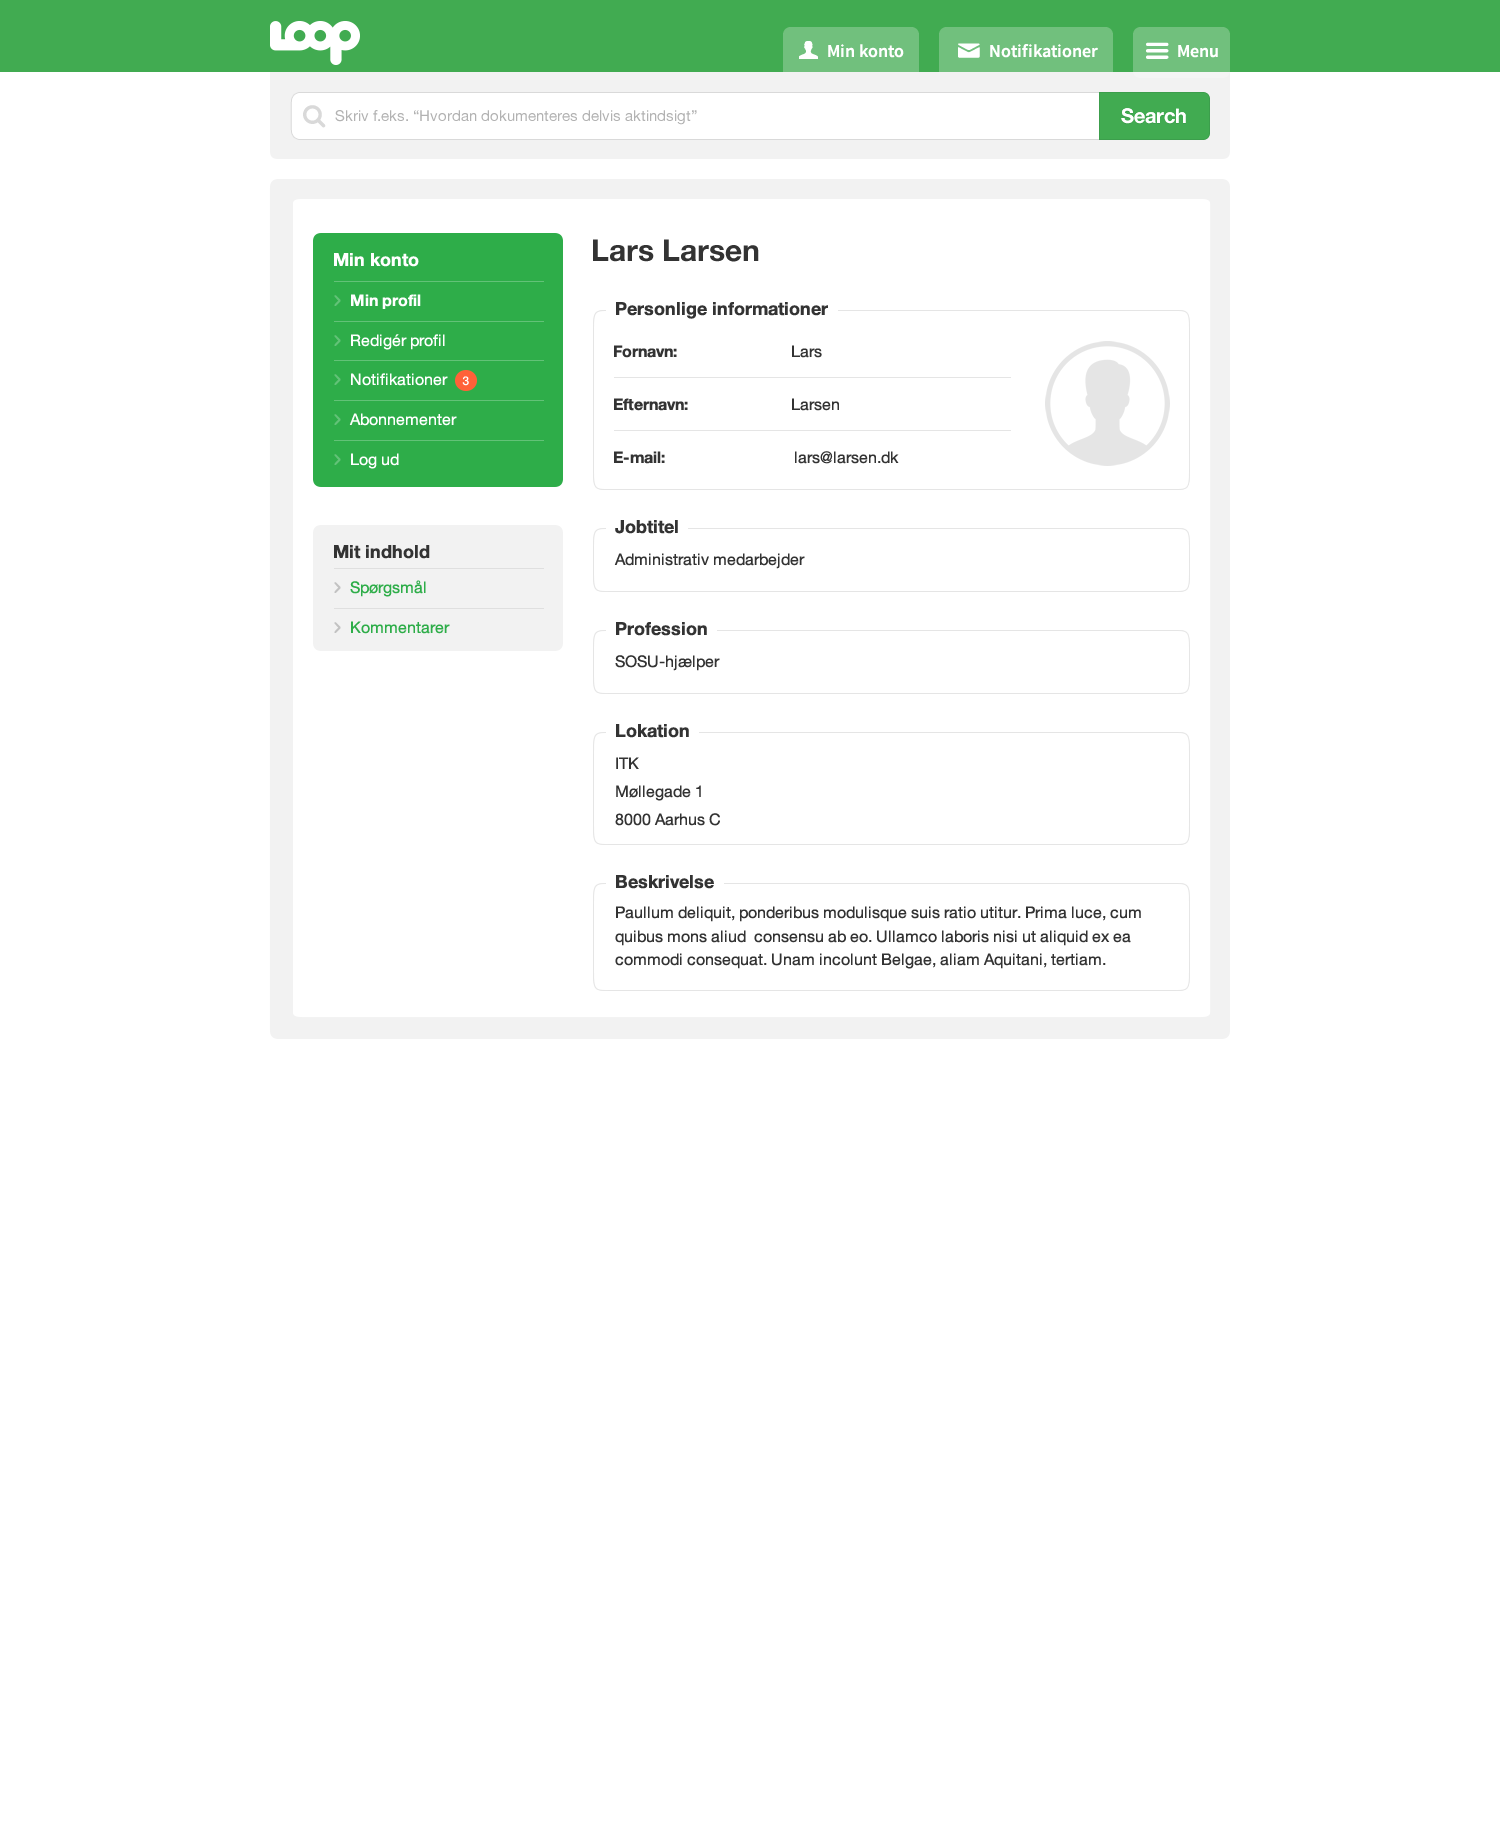 Loop
Min konto
Notifikationer
Menu
Skriv f.eks. “Hvordan dokumenteres delvis aktindsigt”
Search
Min konto
Min profil
Redigér profil
Notifikationer 3
Abonnementer
Log ud
Mit indhold
Spørgsmål
Kommentarer
Lars Larsen
Personlige informationer
Fornavn: Lars
Efternavn: Larsen
E-mail: lars@larsen.dk
Jobtitel
Administrativ medarbejder
Profession
SOSU-hjælper
Lokation
ITK
Møllegade 1
8000 Aarhus C
Beskrivelse
Paullum deliquit, ponderibus modulisque suis ratio utitur. Prima luce, cum
quibus mons aliud  consensu ab eo. Ullamco laboris nisi ut aliquid ex ea
commodi consequat. Unam incolunt Belgae, aliam Aquitani, tertiam.